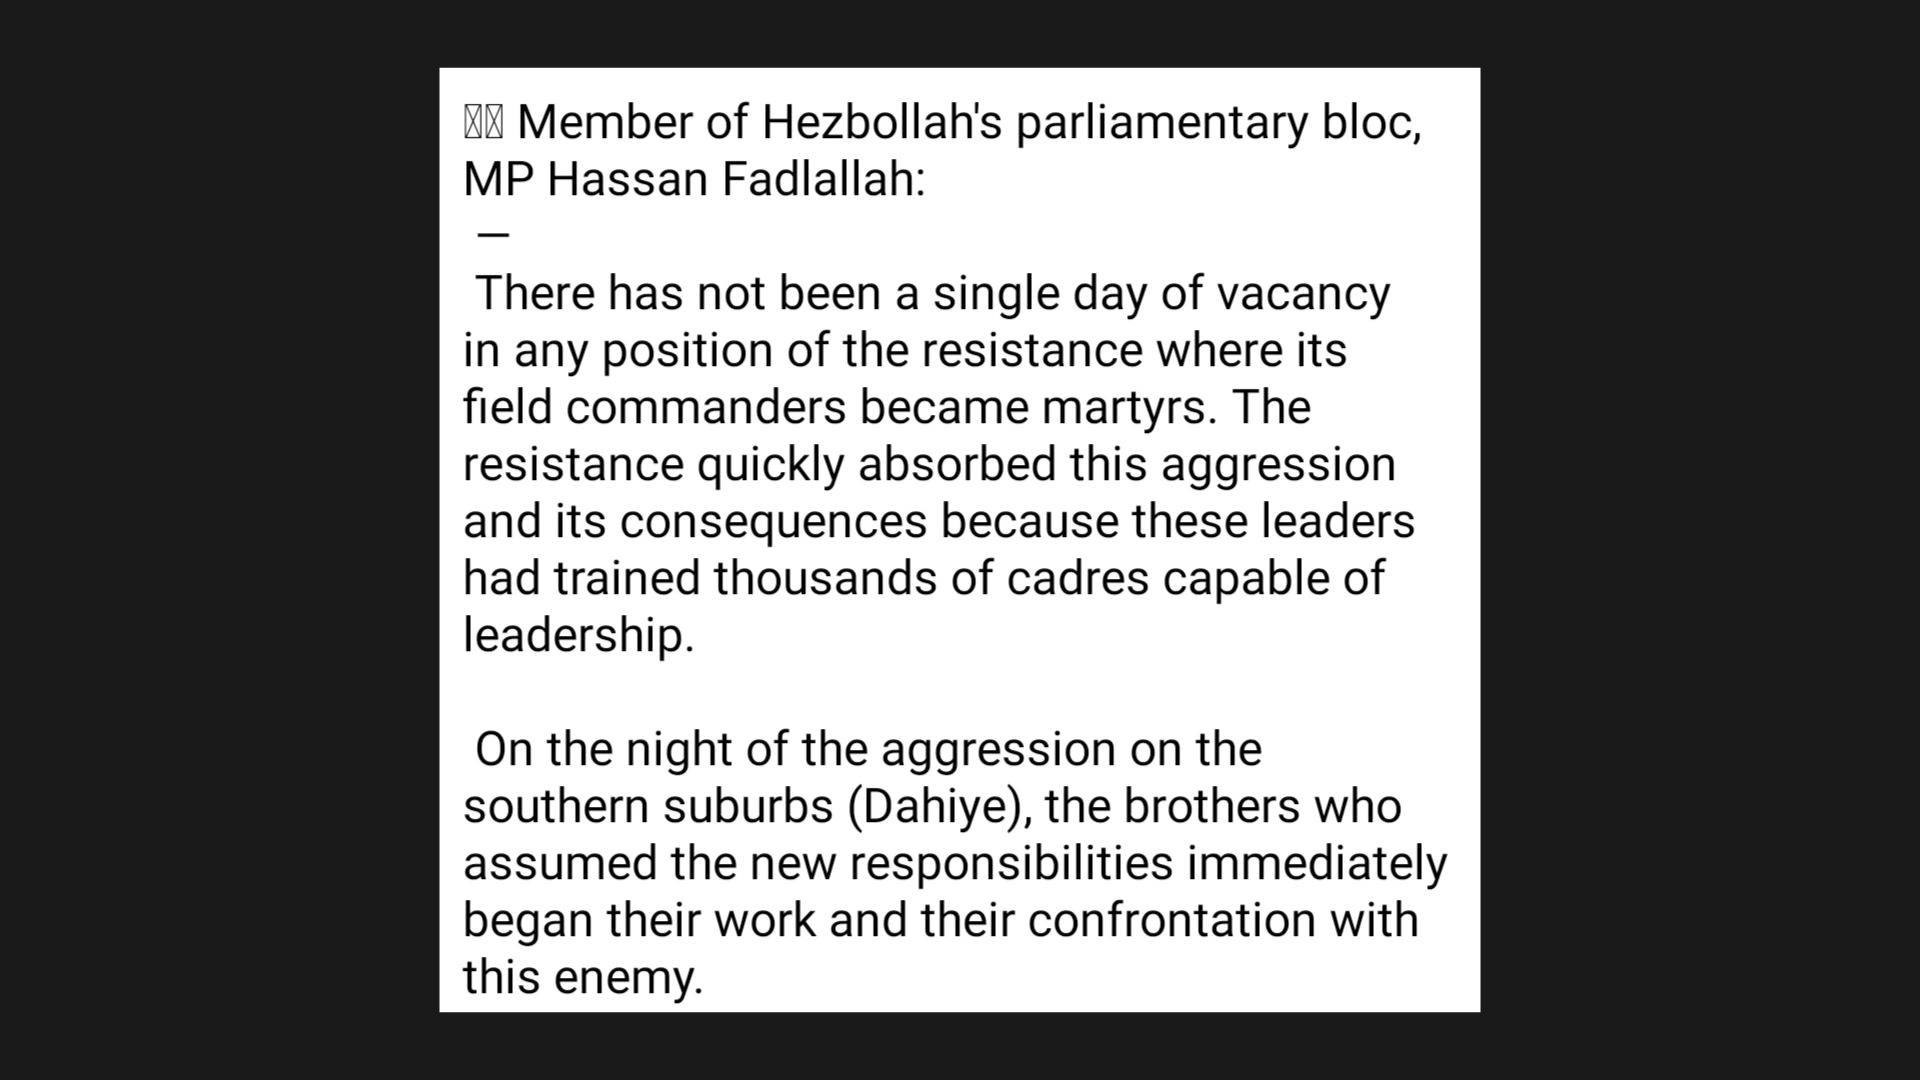 Member of Hezbollah's parliamentary bloc,
MP Hassan Fadlallah:
—
There has not been a single day of vacancy
in any position of the resistance where its
field commanders became martyrs. The
resistance quickly absorbed this aggression
and its consequences because these leaders
had trained thousands of cadres capable of
leadership.
On the night of the aggression on the
southern suburbs (Dahiye), the brothers who
assumed the new responsibilities immediately
began their work and their confrontation with
this enemy.